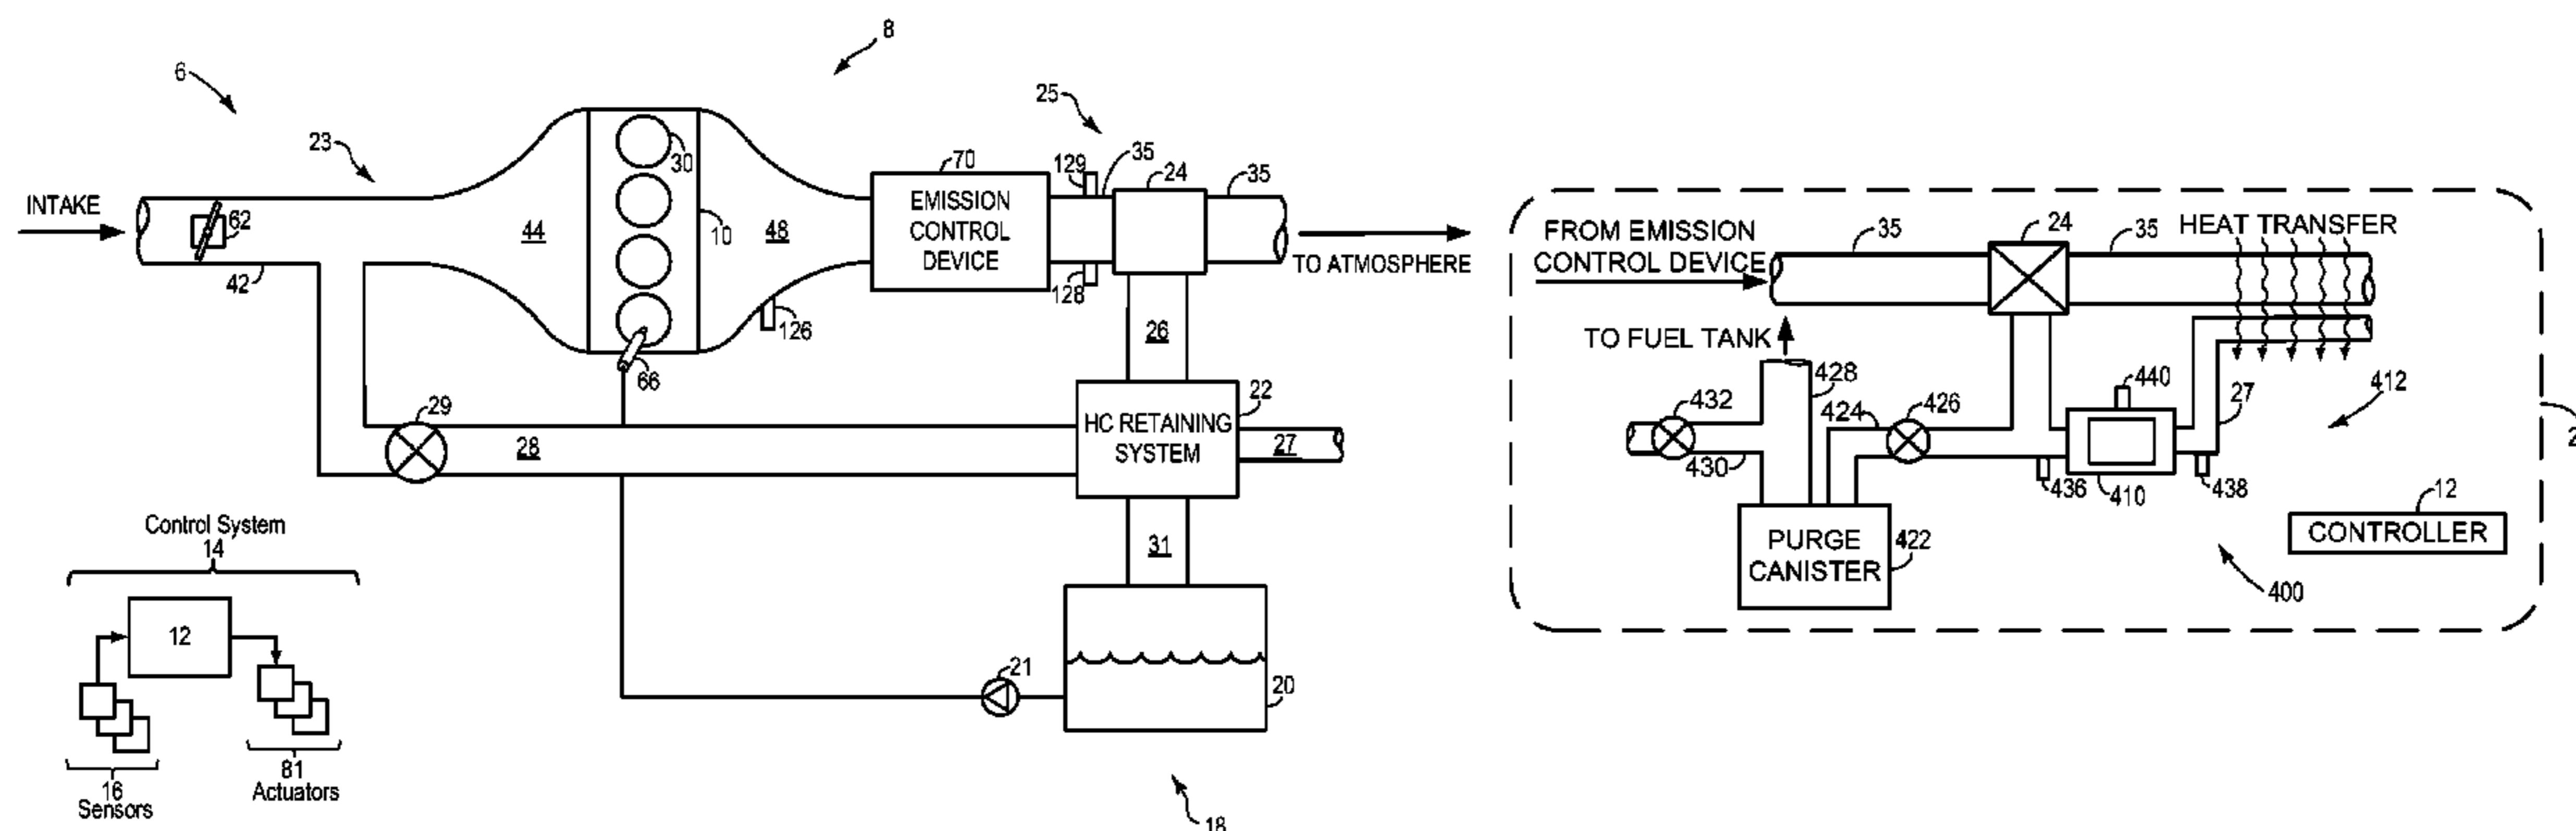 8
6
25
23
30
70
129
35
24
35
INTAKE
62
44
10
48
EMISSION
CONTROL
DEVICE
TO ATMOSPHERE
42
128
126
26
66
29
22
28
HC RETAINING
SYSTEM
27
31
Control System
14
12
21
20
81
Actuators
16
Sensors
18
FROM EMISSION
CONTROL DEVICE
35
24
35
HEAT TRANSFER
TO FUEL TANK
428
440
412
432
424
426
27
430
436
410
438
12
PURGE
CANISTER
422
CONTROLLER
400